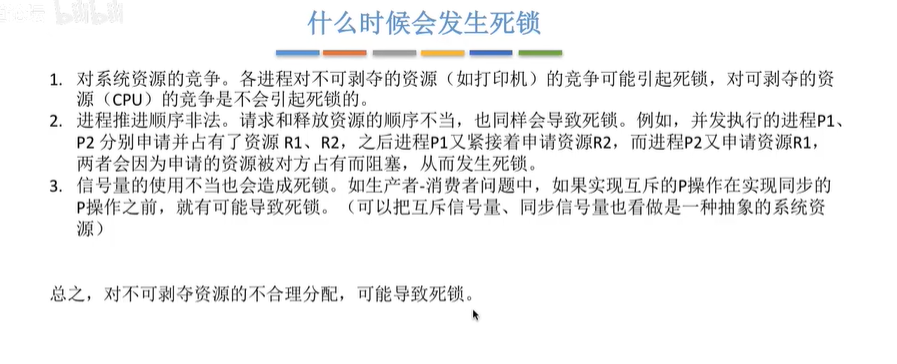 bilibili
什么时候会发生死锁
1. 对系统资源的竞争。各进程对不可剥夺的资源（如打印机）的竞争可能引起死锁，对可剥夺的资
源（CPU）的竞争是不会引起死锁的。
2. 进程推进顺序非法。请求和释放资源的顺序不当，也同样会导致死锁。例如，并发执行的进程P1、
P2 分别申请并占有了资源 R1、R2，之后进程P1又紧接着申请资源R2，而进程P2又申请资源R1，
两者会因为申请的资源被对方占有而阻塞，从而发生死锁。
3. 信号量的使用不当也会造成死锁。如生产者-消费者问题中，如果实现互斥的P操作在实现同步的
P操作之前，就有可能导致死锁。（可以把互斥信号量、同步信号量也看做是一种抽象的系统资
源）
总之，对不可剥夺资源的不合理分配，可能导致死锁。